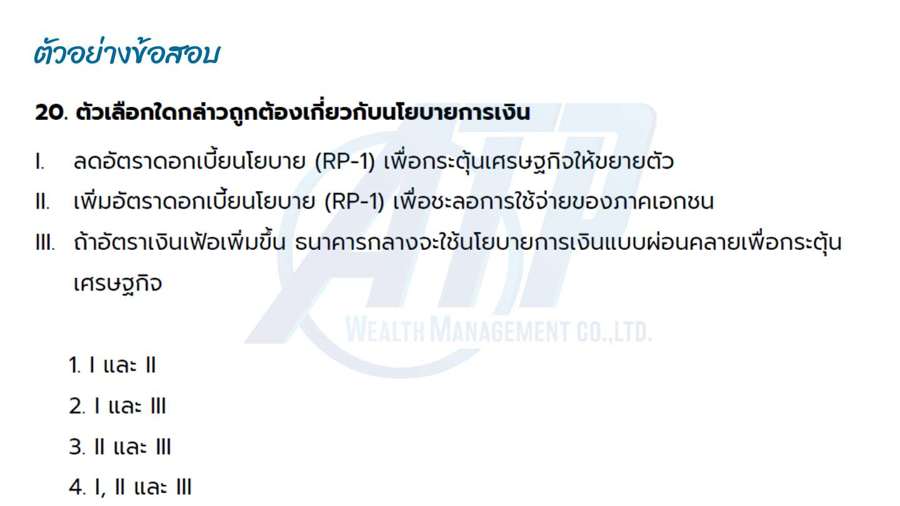 ตัวอย่างข้อสอบ
20. ตัวเลือกใดกล่าวถูกต้องเกี่ยวกับนโยบายการเงิน
I. ลดอัตราดอกเบี้ยนโยบาย (RP-1) เพื่อกระตุ้นเศรษฐกิจให้ขยายตัว
II. เพิ่มอัตราดอกเบี้ยนโยบาย (RP-1) เพื่อชะลอการใช้จ่ายของภาคเอกชน
III. ถ้าอัตราเงินเฟ้อเพิ่มขึ้น ธนาคารกลางจะใช้นโยบายการเงินแบบผ่อนคลายเพื่อกระตุ้น
เศรษฐกิจ
ATP
WEALTH MANAGEMENT CO.,LTD.
1. I และ II
2. I และ III
3. II และ III
4. I, II และ III